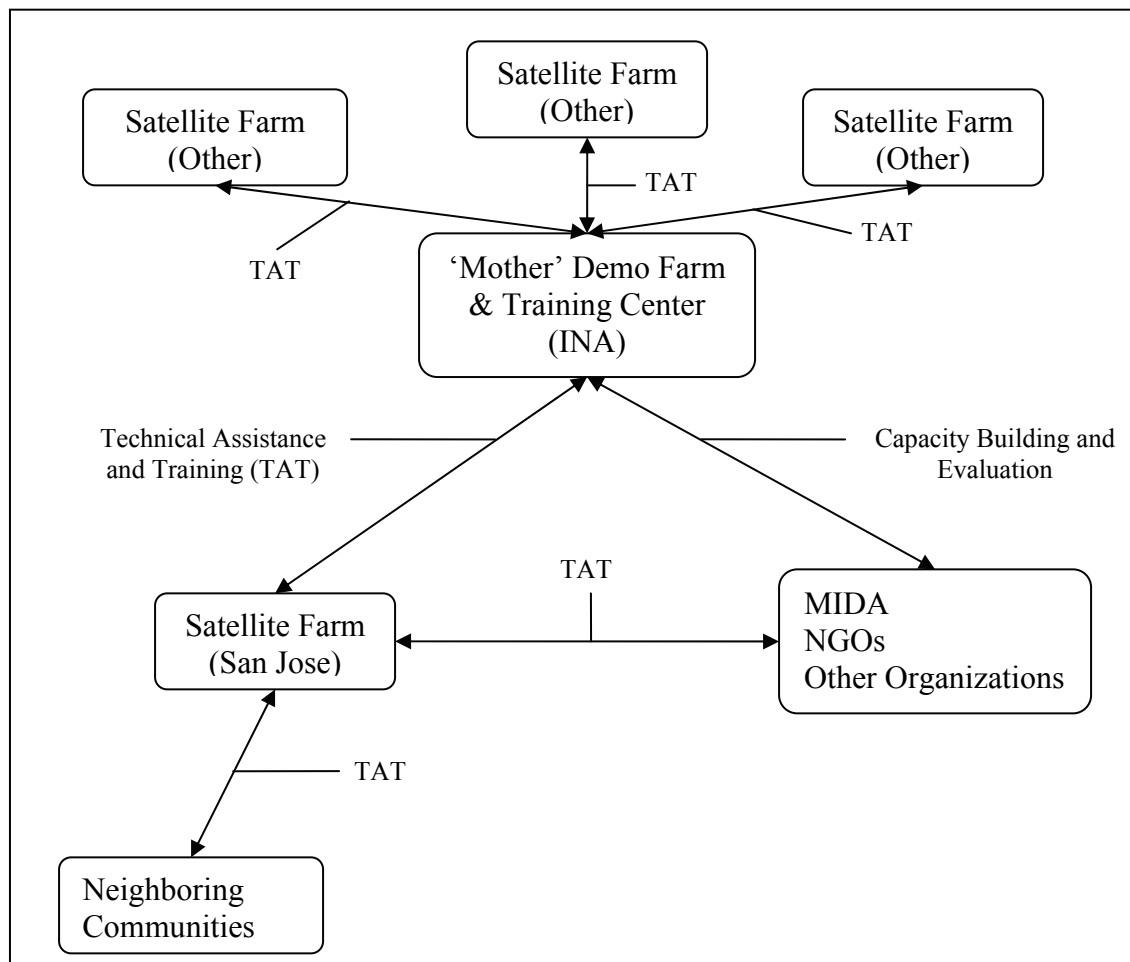 Satellite Farm
(Other)
Satellite Farm
(Other)
Satellite Farm
(Other)
TAT
TAT
TAT
‘Mother’ Demo Farm
& Training Center
(INA)
Technical Assistance
and Training (TAT)
Capacity Building and
Evaluation
TAT
Satellite Farm
(San Jose)
MIDA
NGOs
Other Organizations
TAT
Neighboring
Communities